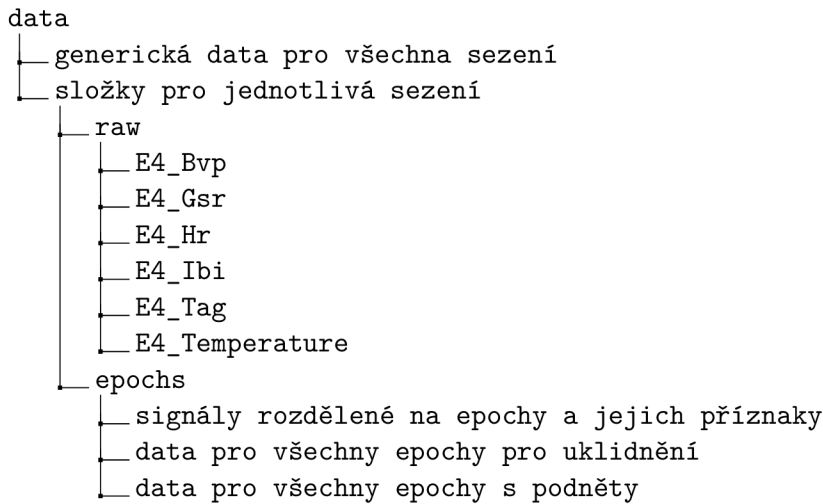 data
generická data pro všechna sezení
složky pro jednotlivá sezení
raw
E4_Bvp
E4_Gsr
E4_Hr
E4_Ibi
E4_Tag
E4_Temperature
epochs
signály rozdělené na epochy a jejich příznaky
data pro všechny epochy pro uklidnění
data pro všechny epochy s podněty